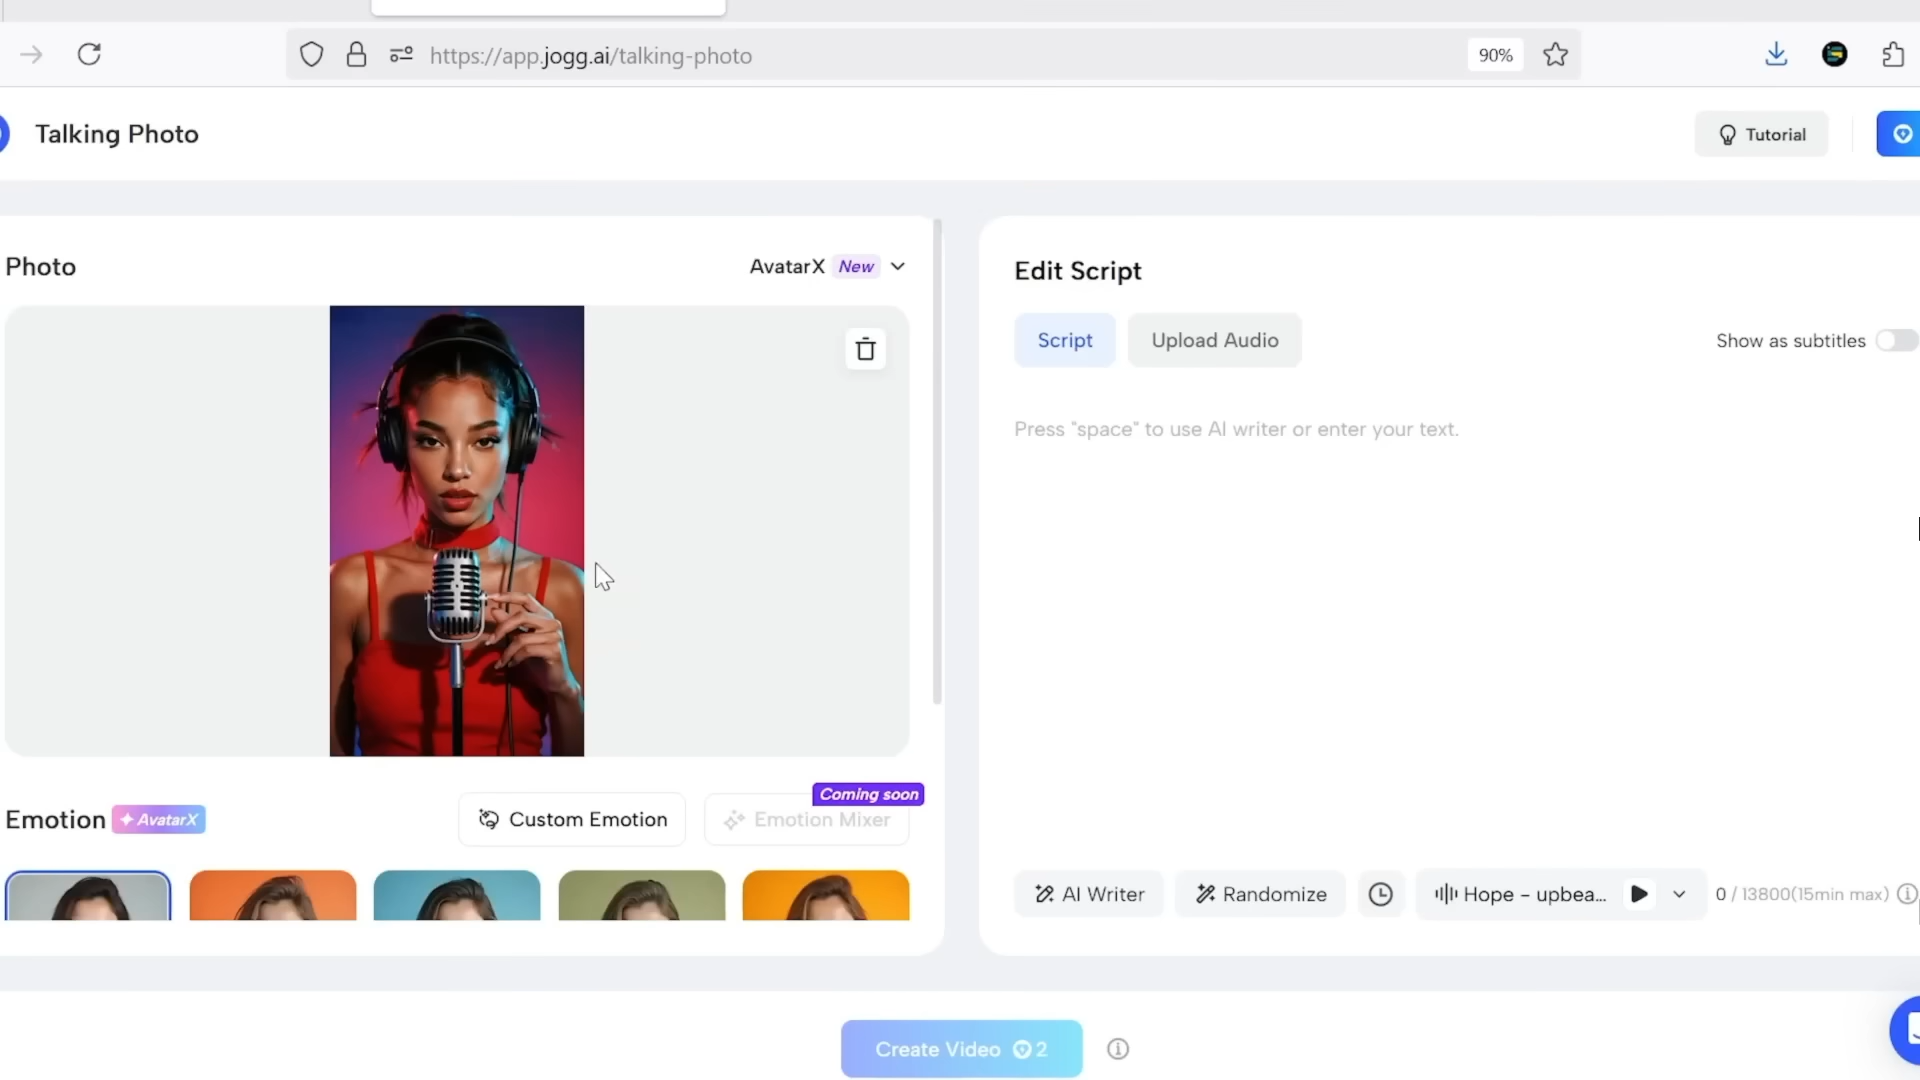 https://app.jogg.ai/talking-photo
90%
Talking Photo
Tutorial
Photo
AvatarX New
Edit Script
Script
Upload Audio
Show as subtitles
Press "space" to use AI writer or enter your text.
Coming soon
Emotion AvatarX
Custom Emotion
Emotion Mixer
AI Writer
Randomize
Hope - upbea...
0 / 13800(15min max)
Create Video 2